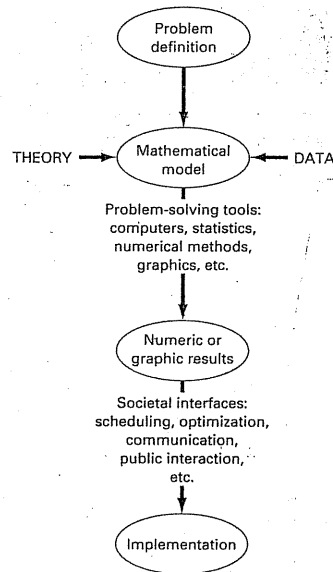 Problem
definition
THEORY
Mathematical
model
DATA
Problem-solving tools:
computers, statistics,
numerical methods,
graphics, etc.
Numeric or
graphic results
Societal interfaces:
scheduling, optimization,
communication,
public interaction,
etc.
Implementation